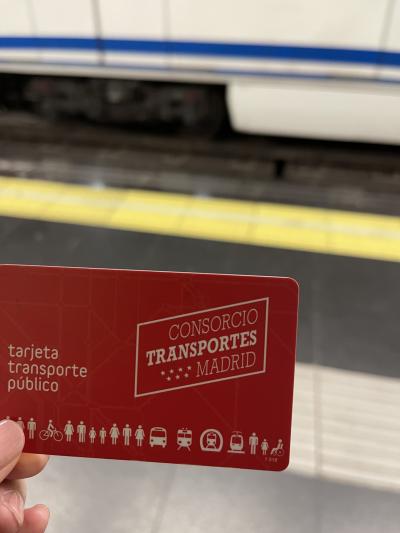 CONSORCIO
TRANSPORTES
MADRID
tarjeta
transporte
público